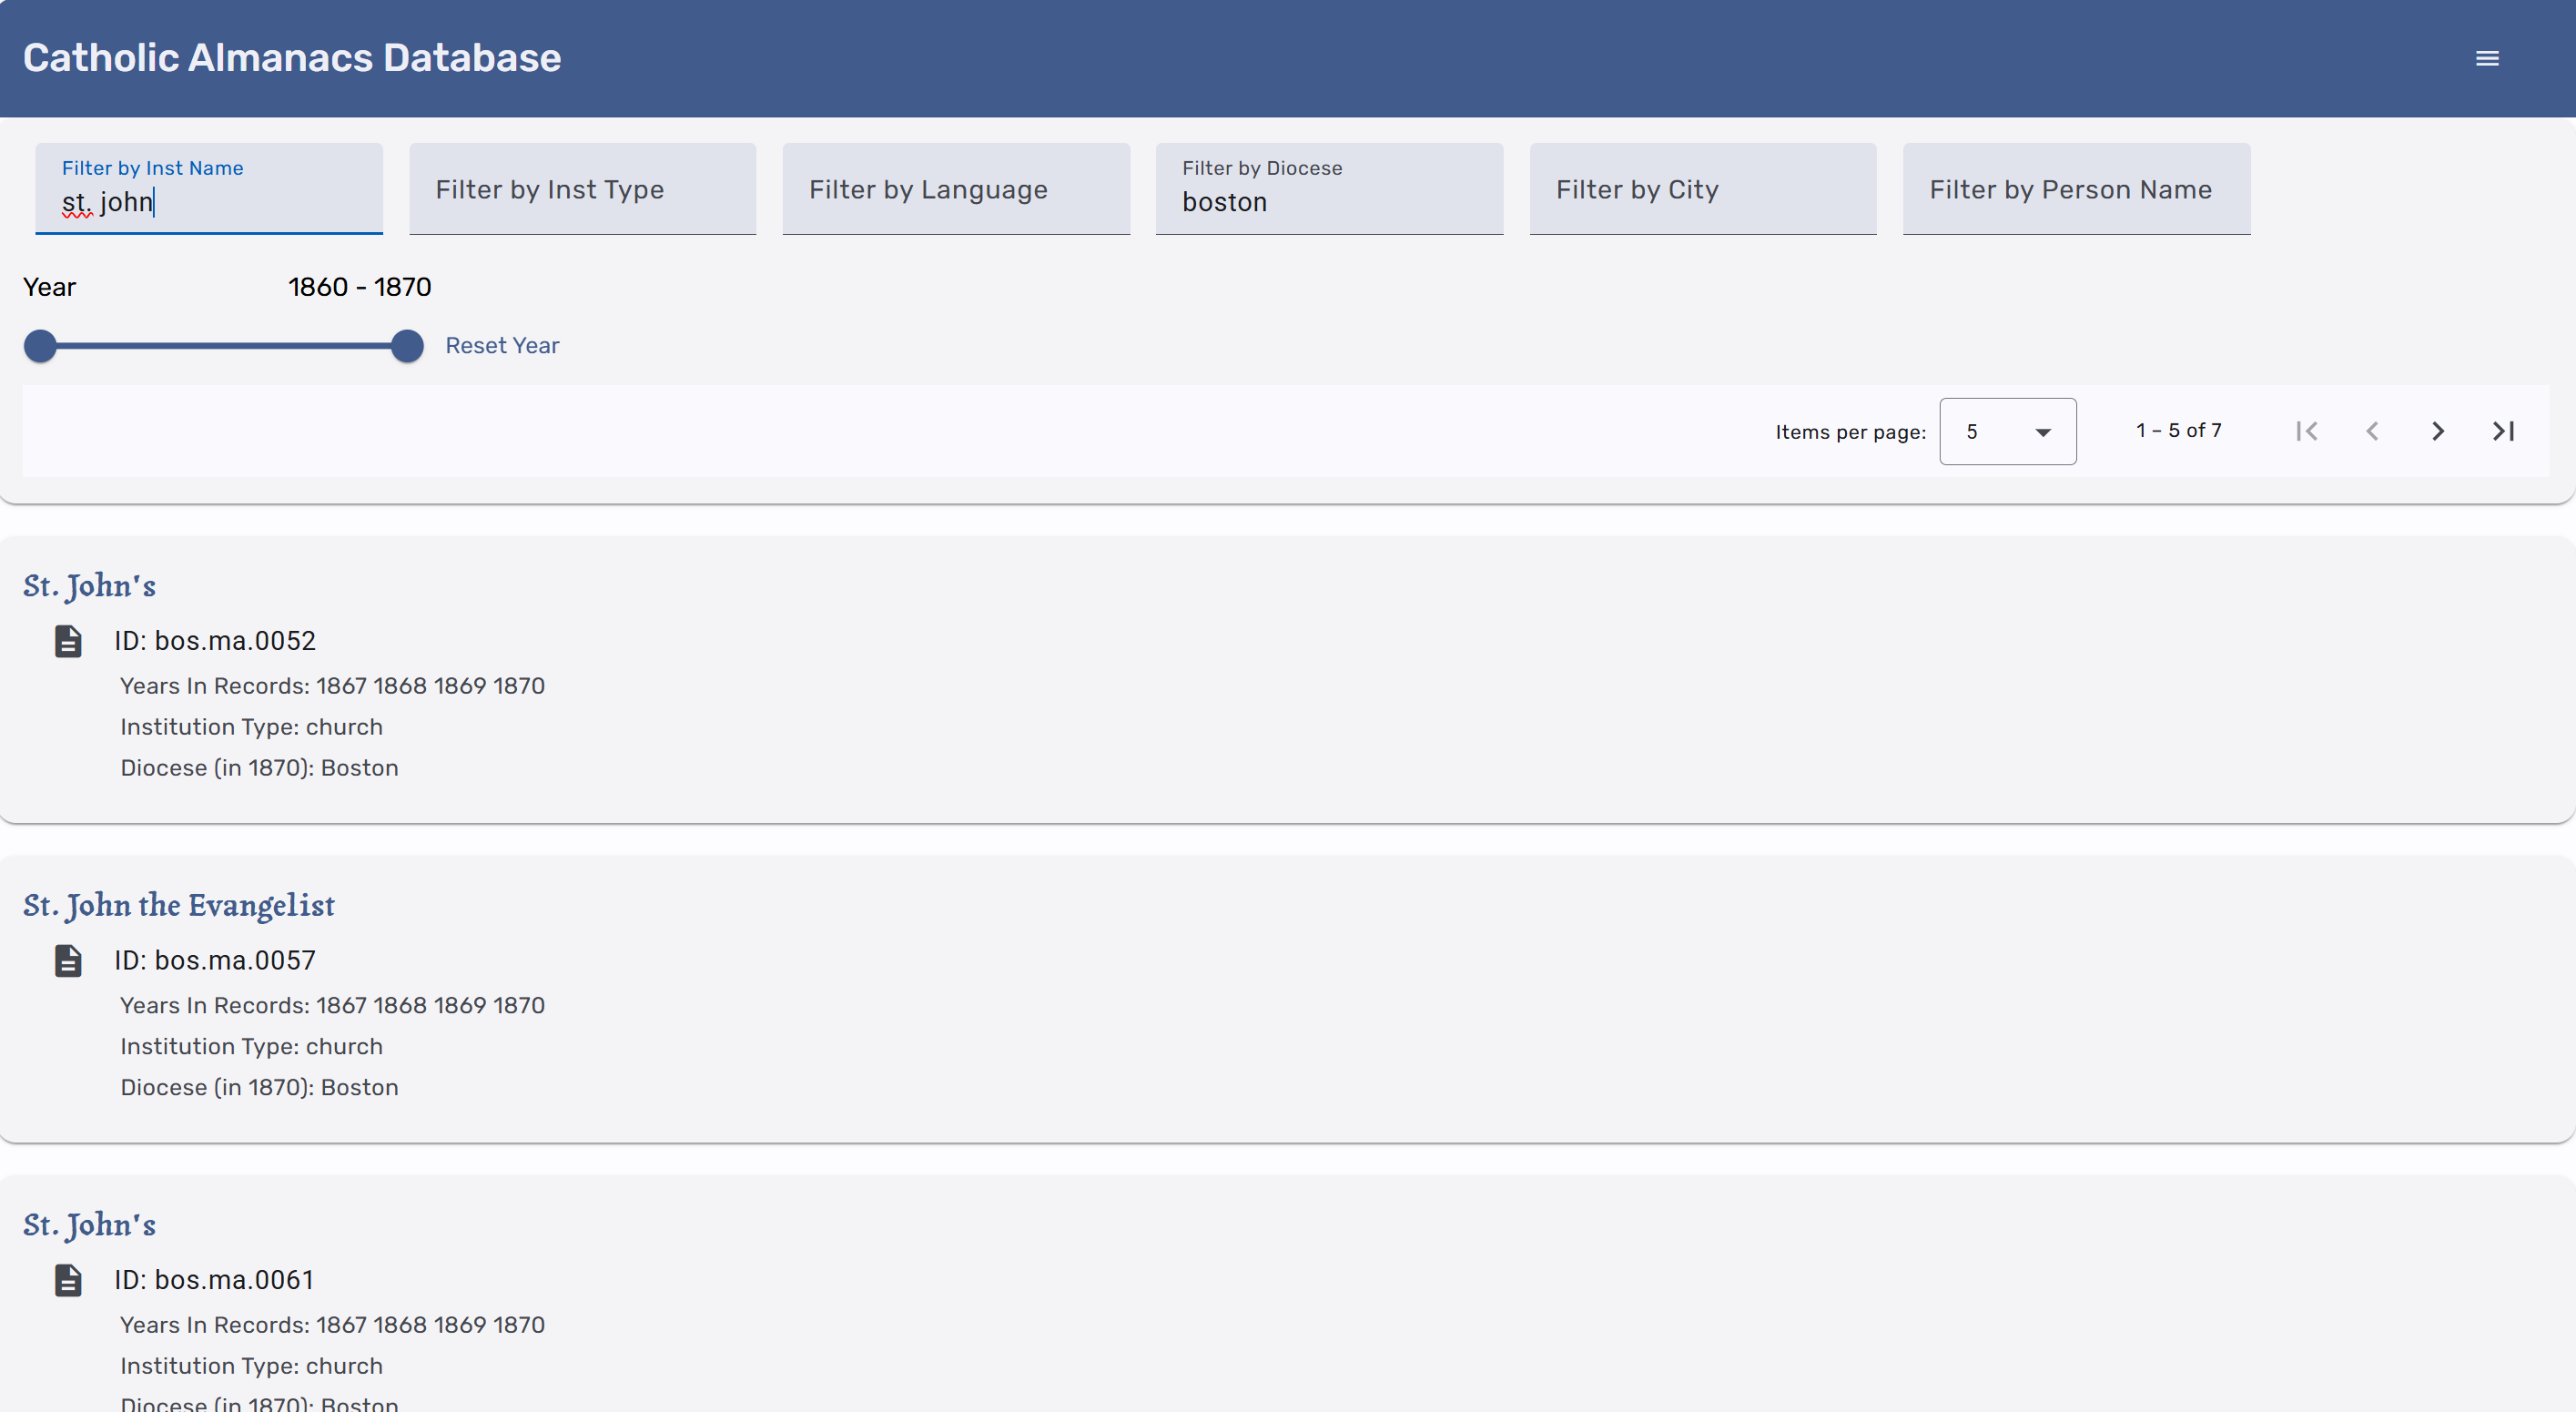 Catholic Almanacs Database
Filter by Inst Name
st. john
Filter by Inst Type
Filter by Language
Filter by Diocese
boston
Filter by City
Filter by Person Name
Year 1860 - 1870
Reset Year
Items per page: 5 1 – 5 of 7
St. John's
ID: bos.ma.0052
Years In Records: 1867 1868 1869 1870
Institution Type: church
Diocese (in 1870): Boston
St. John the Evangelist
ID: bos.ma.0057
Years In Records: 1867 1868 1869 1870
Institution Type: church
Diocese (in 1870): Boston
St. John's
ID: bos.ma.0061
Years In Records: 1867 1868 1869 1870
Institution Type: church
Diocese (in 1870): Boston